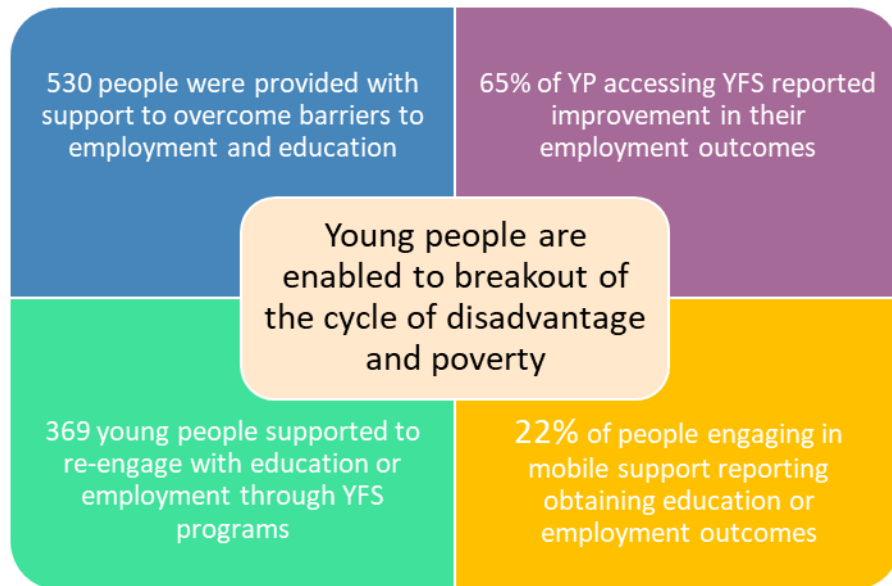 530 people were provided with
support to overcome barriers to
employment and education
65% of YP accessing YFS reported
improvement in their
employment outcomes
Young people are
enabled to breakout of
the cycle of disadvantage
and poverty
369 young people supported to
re-engage with education or
employment through YFS
programs
22% of people engaging in
mobile support reporting
obtaining education or
employment outcomes